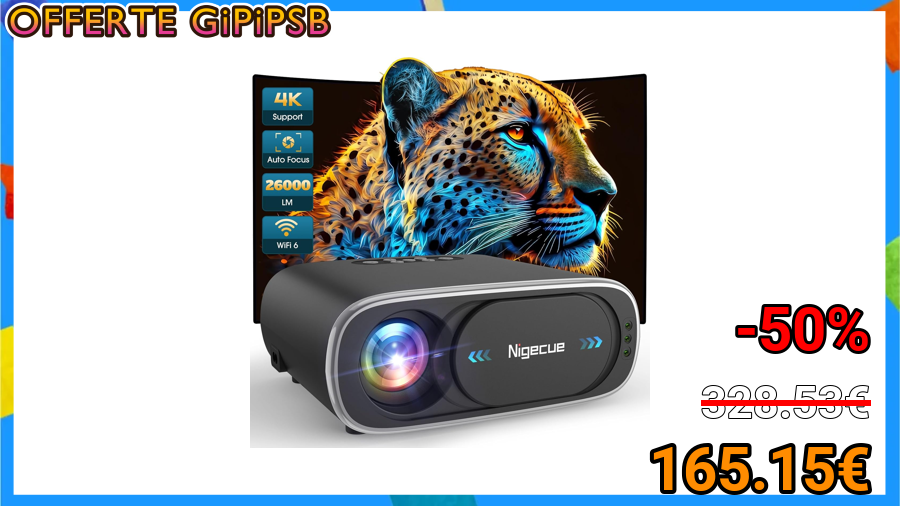 OFFERTE GiPiPSB
4K
Support
Auto Focus
26000
LM
WiFi 6
Nigecue
-50%
328.53€
165.15€